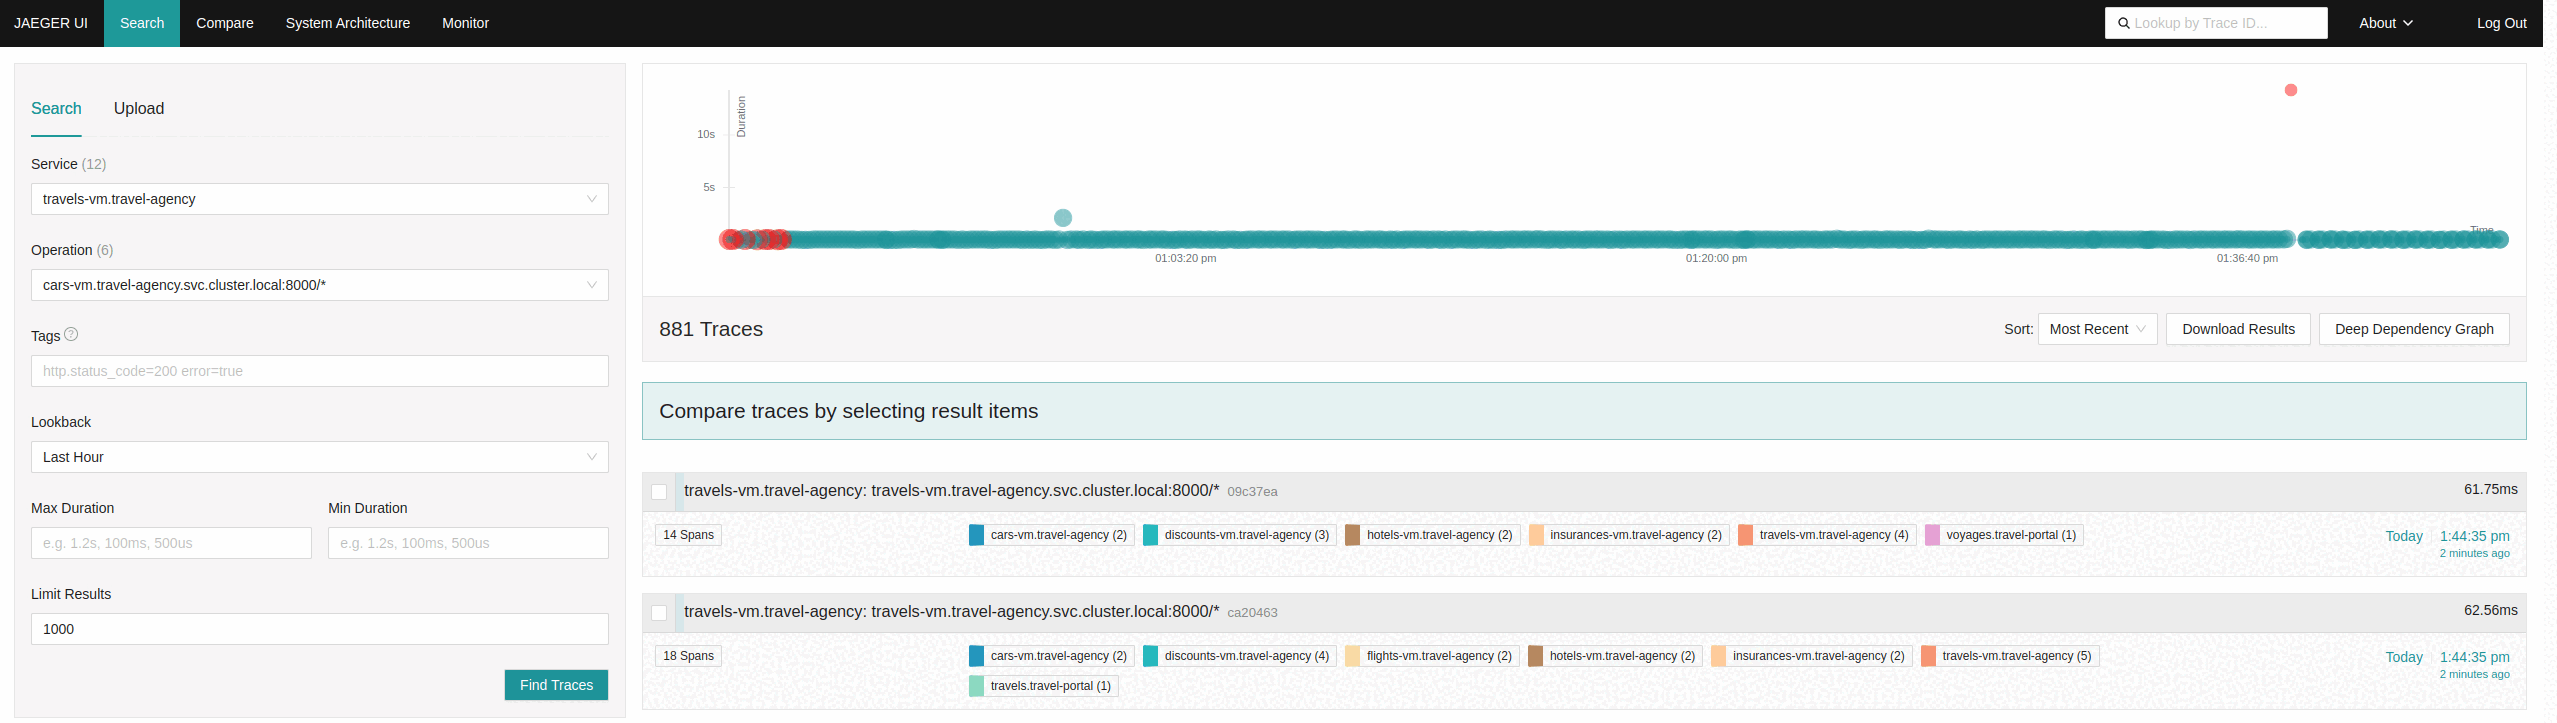 JAEGER UI Search Compare System Architecture Monitor Lookup by Trace ID... About Log Out
Search Upload
Service (12)
travels-vm.travel-agency
Operation (6)
cars-vm.travel-agency.svc.cluster.local:8000/*
Tags ?
http.status_code=200 error=true
Lookback
Last Hour
Max Duration Min Duration
e.g. 1.2s, 100ms, 500us e.g. 1.2s, 100ms, 500us
Limit Results
1000
Find Traces
Duration
10s
5s
Time
01:03:20 pm 01:20:00 pm 01:36:40 pm
881 Traces Sort: Most Recent Download Results Deep Dependency Graph
Compare traces by selecting result items
travels-vm.travel-agency: travels-vm.travel-agency.svc.cluster.local:8000/* 09c37ea 61.75ms
14 Spans cars-vm.travel-agency (2) discounts-vm.travel-agency (3) hotels-vm.travel-agency (2) insurances-vm.travel-agency (2) travels-vm.travel-agency (4) voyages.travel-portal (1) Today 1:44:35 pm
2 minutes ago
travels-vm.travel-agency: travels-vm.travel-agency.svc.cluster.local:8000/* ca20463 62.56ms
18 Spans cars-vm.travel-agency (2) discounts-vm.travel-agency (4) flights-vm.travel-agency (2) hotels-vm.travel-agency (2) insurances-vm.travel-agency (2) travels-vm.travel-agency (5) Today 1:44:35 pm
2 minutes ago
travels.travel-portal (1)